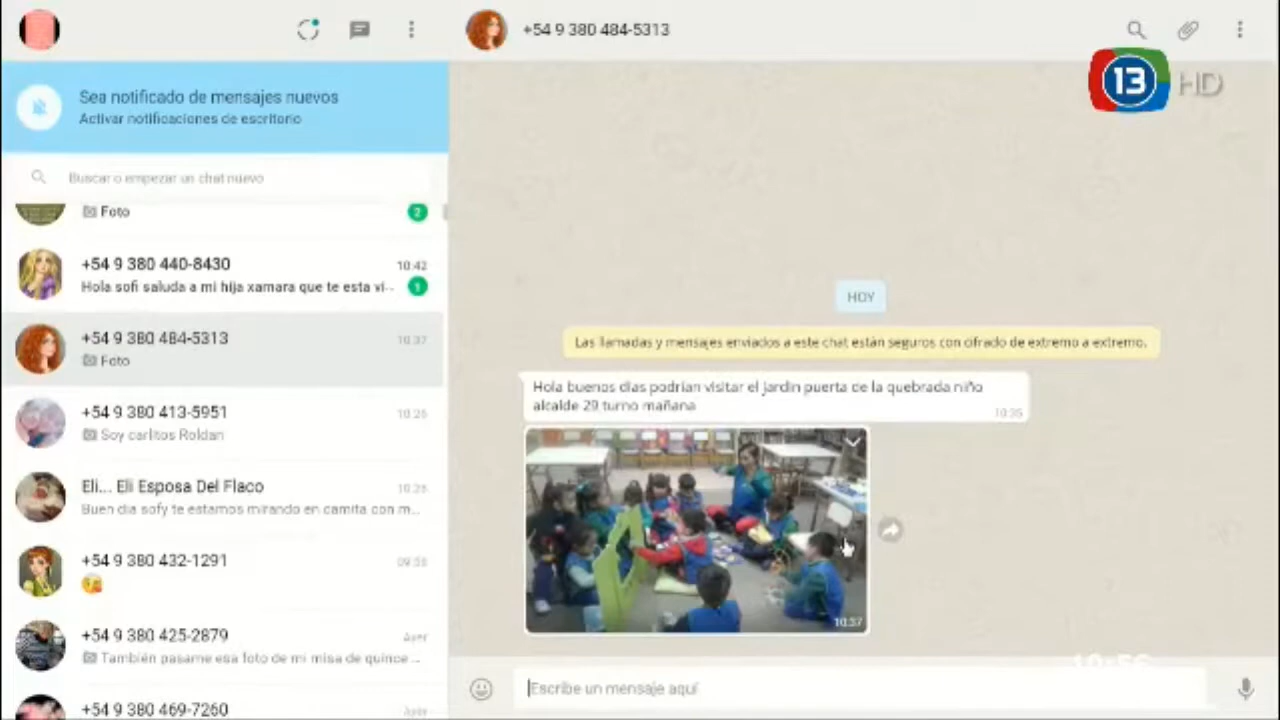 +54 9 380 484-5313
13 HD
Sea notificado de mensajes nuevos
Activar notificaciones de escritorio
Buscar o empezar un chat nuevo
Foto
2
+54 9 380 440-8430
10:42
Hola sofi saluda a mi hija xamara que te esta vi...
1
+54 9 380 484-5313
10:37
Foto
+54 9 380 413-5951
10:26
Soy carlitos Roldan
Eli... Eli Esposa Del Flaco
10:26
Buen dia sofy te estamos mirando en camita con m...
+54 9 380 432-1291
09:58
+54 9 380 425-2879
Ayer
También pasame esa foto de mi misa de quince ...
+54 9 380 469-7260
Ayer
HOY
Las llamadas y mensajes enviados a este chat están seguros con cifrado de extremo a extremo.
Hola buenos dias podrian visitar el jardin puerta de la quebrada niño
alcalde 29 turno mañana
10:35
10:37
10:56
Escribe un mensaje aquí